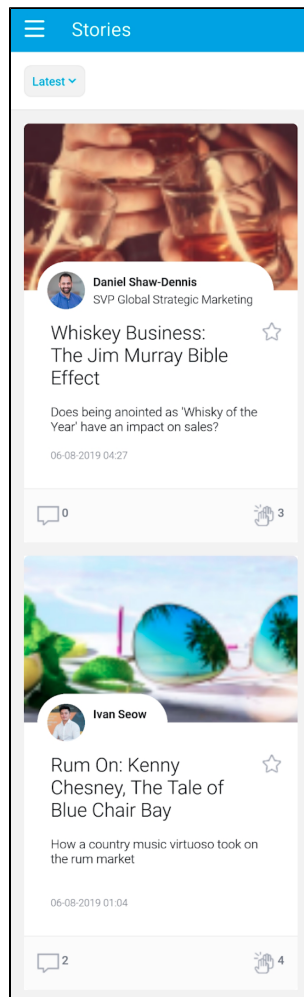 Stories
Latest
Daniel Shaw-Dennis
SVP Global Strategic Marketing
Whiskey Business:
The Jim Murray Bible
Effect
Does being anointed as 'Whisky of the
Year' have an impact on sales?
06-08-2019 04:27
0
3
Ivan Seow
Rum On: Kenny
Chesney, The Tale of
Blue Chair Bay
How a country music virtuoso took on
the rum market
06-08-2019 01:04
2
4